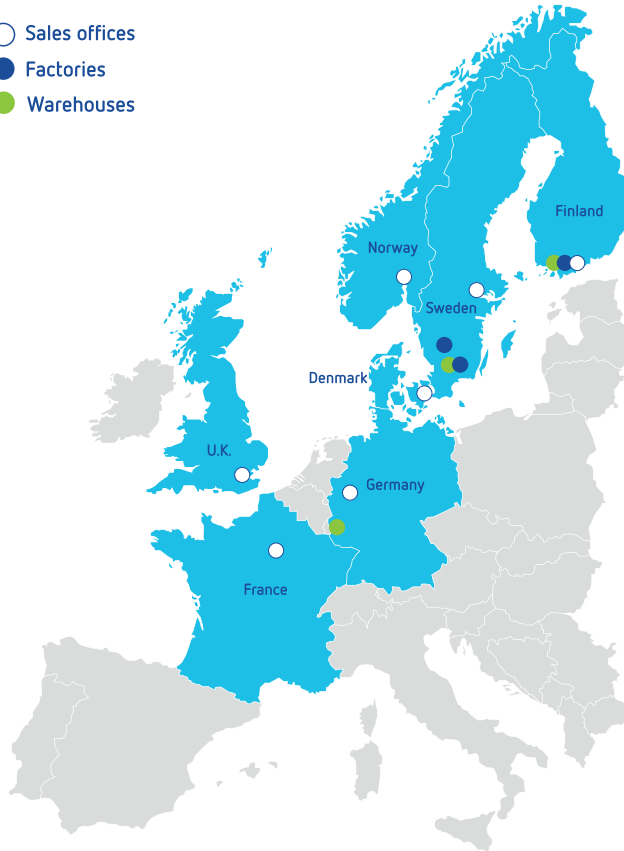 Sales offices
Factories
Warehouses
Finland
Norway
Sweden
Denmark
U.K.
Germany
France